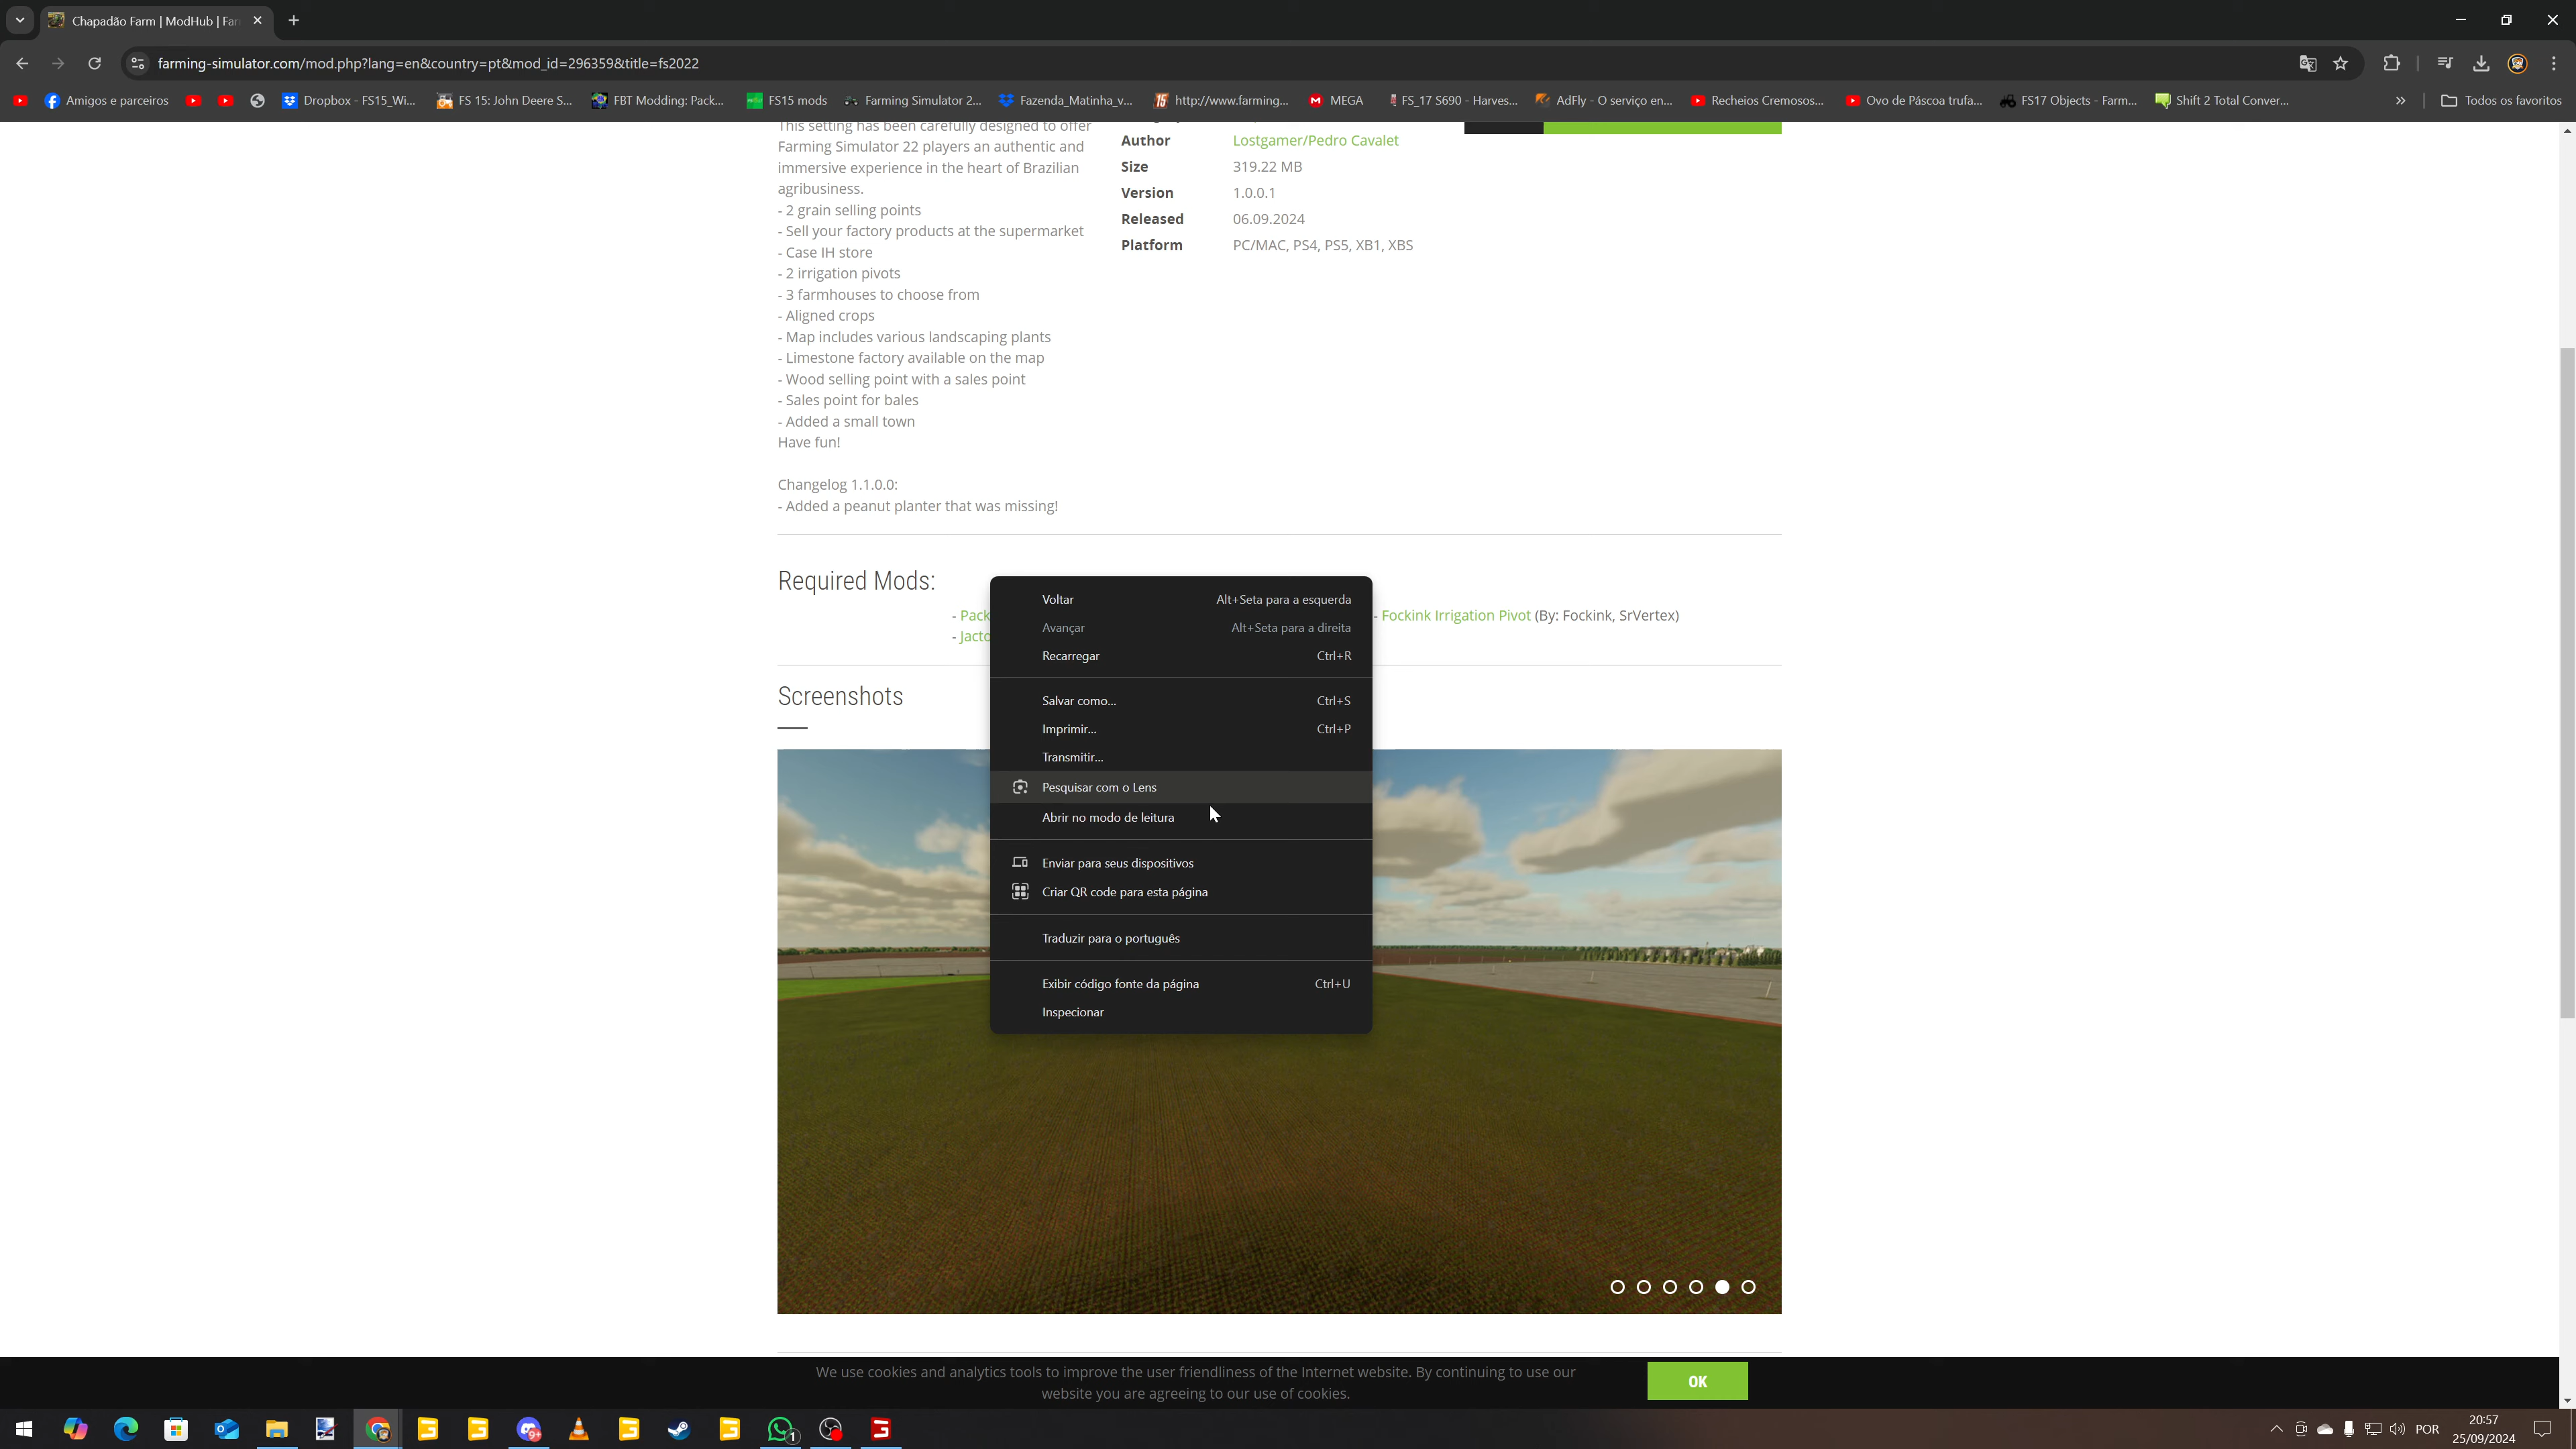 Chapadão Farm | ModHub | Far
farming-simulator.com/mod.php?lang=en&country=pt&mod_id=296359&title=fs2022
Amigos e parceiros
Dropbox - FS15_Wi...
FS 15: John Deere S...
FBT Modding: Pack...
FS15 mods
Farming Simulator 2...
Fazenda_Matinha_v...
http://www.farming...
MEGA
FS_17 S690 - Harves...
AdFly - O serviço en...
Recheios Cremosos...
Ovo de Páscoa trufa...
FS17 Objects - Farm...
Shift 2 Total Conver...
»
Todos os favoritos
This setting has been carefully designed to offer
Farming Simulator 22 players an authentic and
immersive experience in the heart of Brazilian
agribusiness.
- 2 grain selling points
- Sell your factory products at the supermarket
- Case IH store
- 2 irrigation pivots
- 3 farmhouses to choose from
- Aligned crops
- Map includes various landscaping plants
- Limestone factory available on the map
- Wood selling point with a sales point
- Sales point for bales
- Added a small town
Have fun!
Changelog 1.1.0.0:
- Added a peanut planter that was missing!
Author Lostgamer/Pedro Cavalet
Size 319.22 MB
Version 1.0.0.1
Released 06.09.2024
Platform PC/MAC, PS4, PS5, XB1, XBS
Required Mods:
- Pack
- Fockink Irrigation Pivot (By: Fockink, SrVertex)
- Jacto
Voltar Alt+Seta para a esquerda
Avançar Alt+Seta para a direita
Recarregar Ctrl+R
Salvar como... Ctrl+S
Imprimir... Ctrl+P
Transmitir...
Pesquisar com o Lens
Abrir no modo de leitura
Enviar para seus dispositivos
Criar QR code para esta página
Traduzir para o português
Exibir código fonte da página Ctrl+U
Inspecionar
Screenshots
We use cookies and analytics tools to improve the user friendliness of the Internet website. By continuing to use our
website you are agreeing to our use of cookies.
OK
POR
20:57
25/09/2024